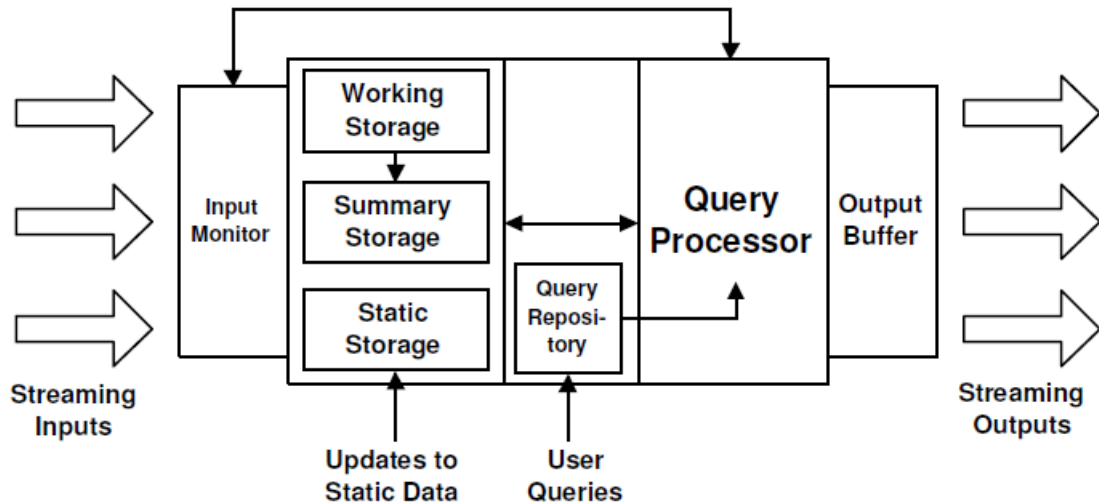 Working
Storage
Summary
Storage
Static
Storage
Input
Monitor
Query
Processor
Query
Reposi-
tory
Output
Buffer
Streaming
Inputs
Updates to
Static Data
User
Queries
Streaming
Outputs